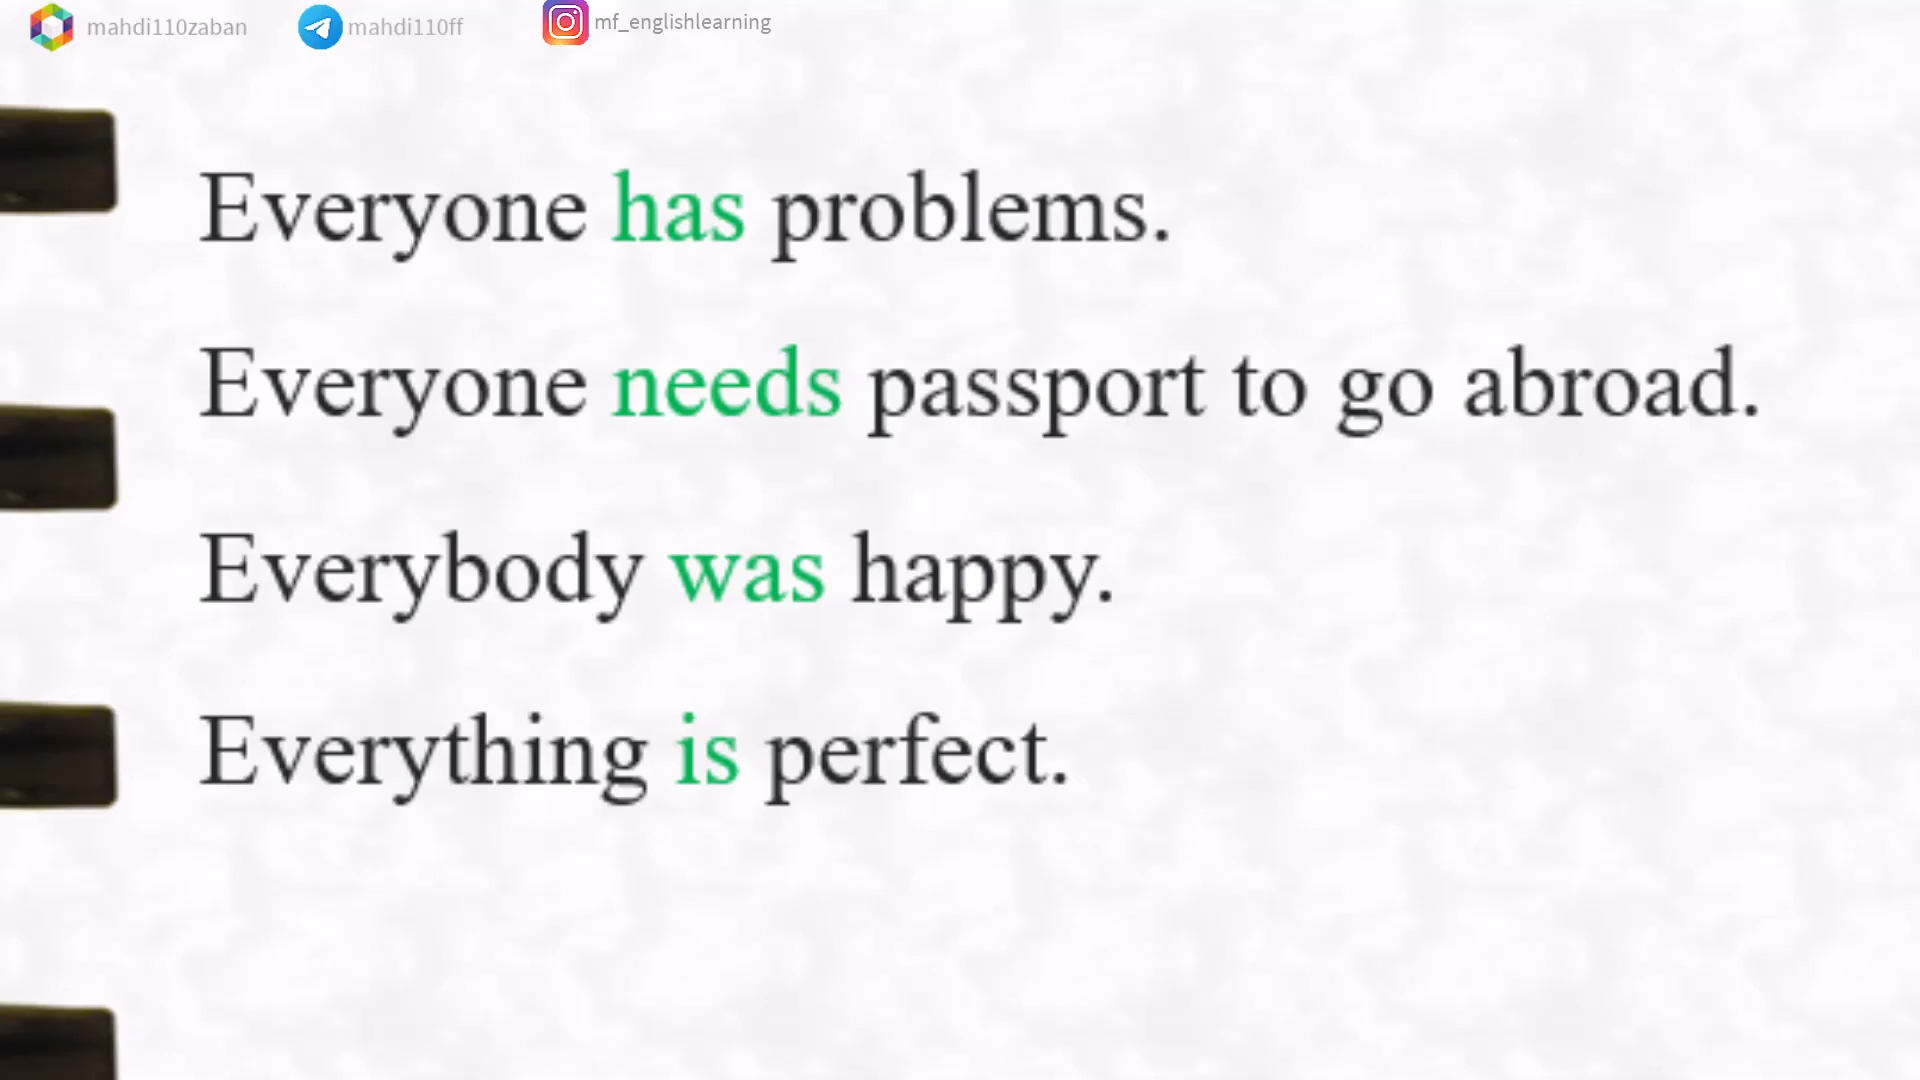 mahdi110zaban mahdi110ff mf_englishlearning
Everyone has problems.
Everyone needs passport to go abroad.
Everybody was happy.
Everything is perfect.